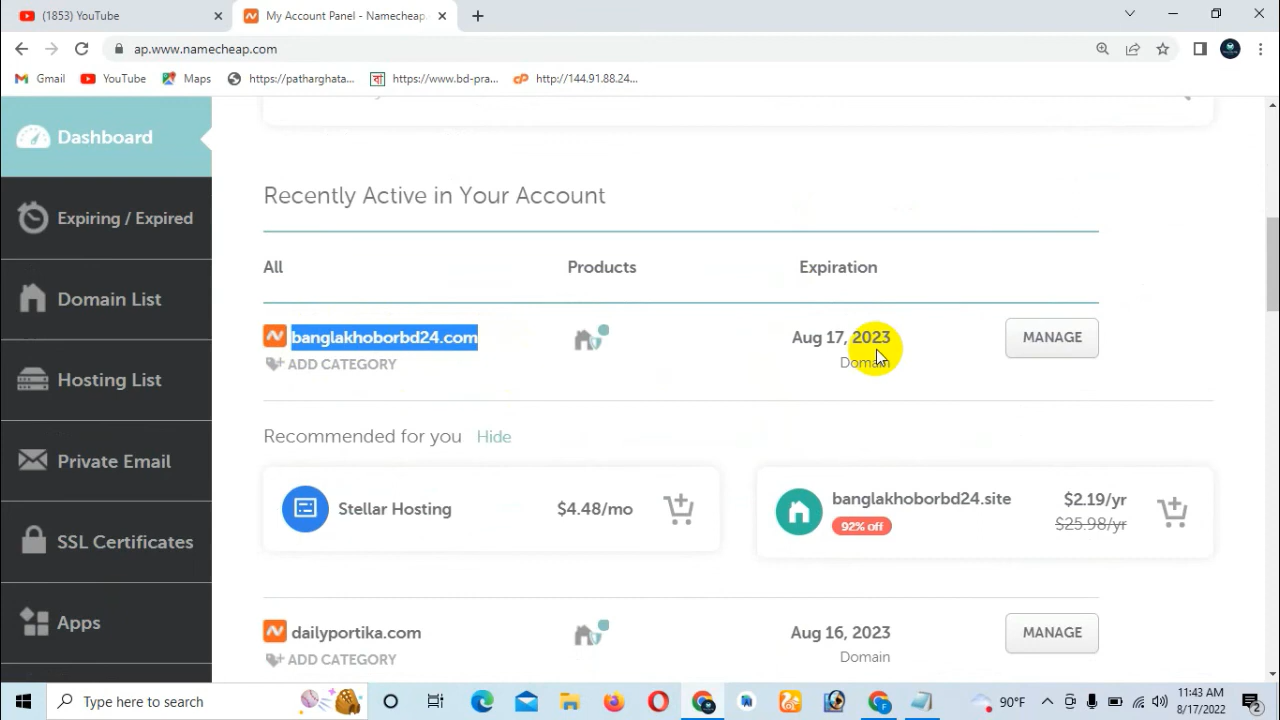 (1853) YouTube
My Account Panel - Namecheap
ap.www.namecheap.com
Gmail
YouTube
Maps
https://patharghata...
https://www.bd-pra...
http://144.91.88.24...
Dashboard
Expiring / Expired
Domain List
Hosting List
Private Email
SSL Certificates
Apps
Recently Active in Your Account
All Products Expiration
banglakhoborbd24.com Aug 17, 2023 MANAGE
ADD CATEGORY Domain
Recommended for you Hide
Stellar Hosting $4.48/mo
banglakhoborbd24.site $2.19/yr
92% off $25.98/yr
dailyportika.com Aug 16, 2023 MANAGE
ADD CATEGORY Domain
Type here to search
90°F
11:43 AM
8/17/2022
2